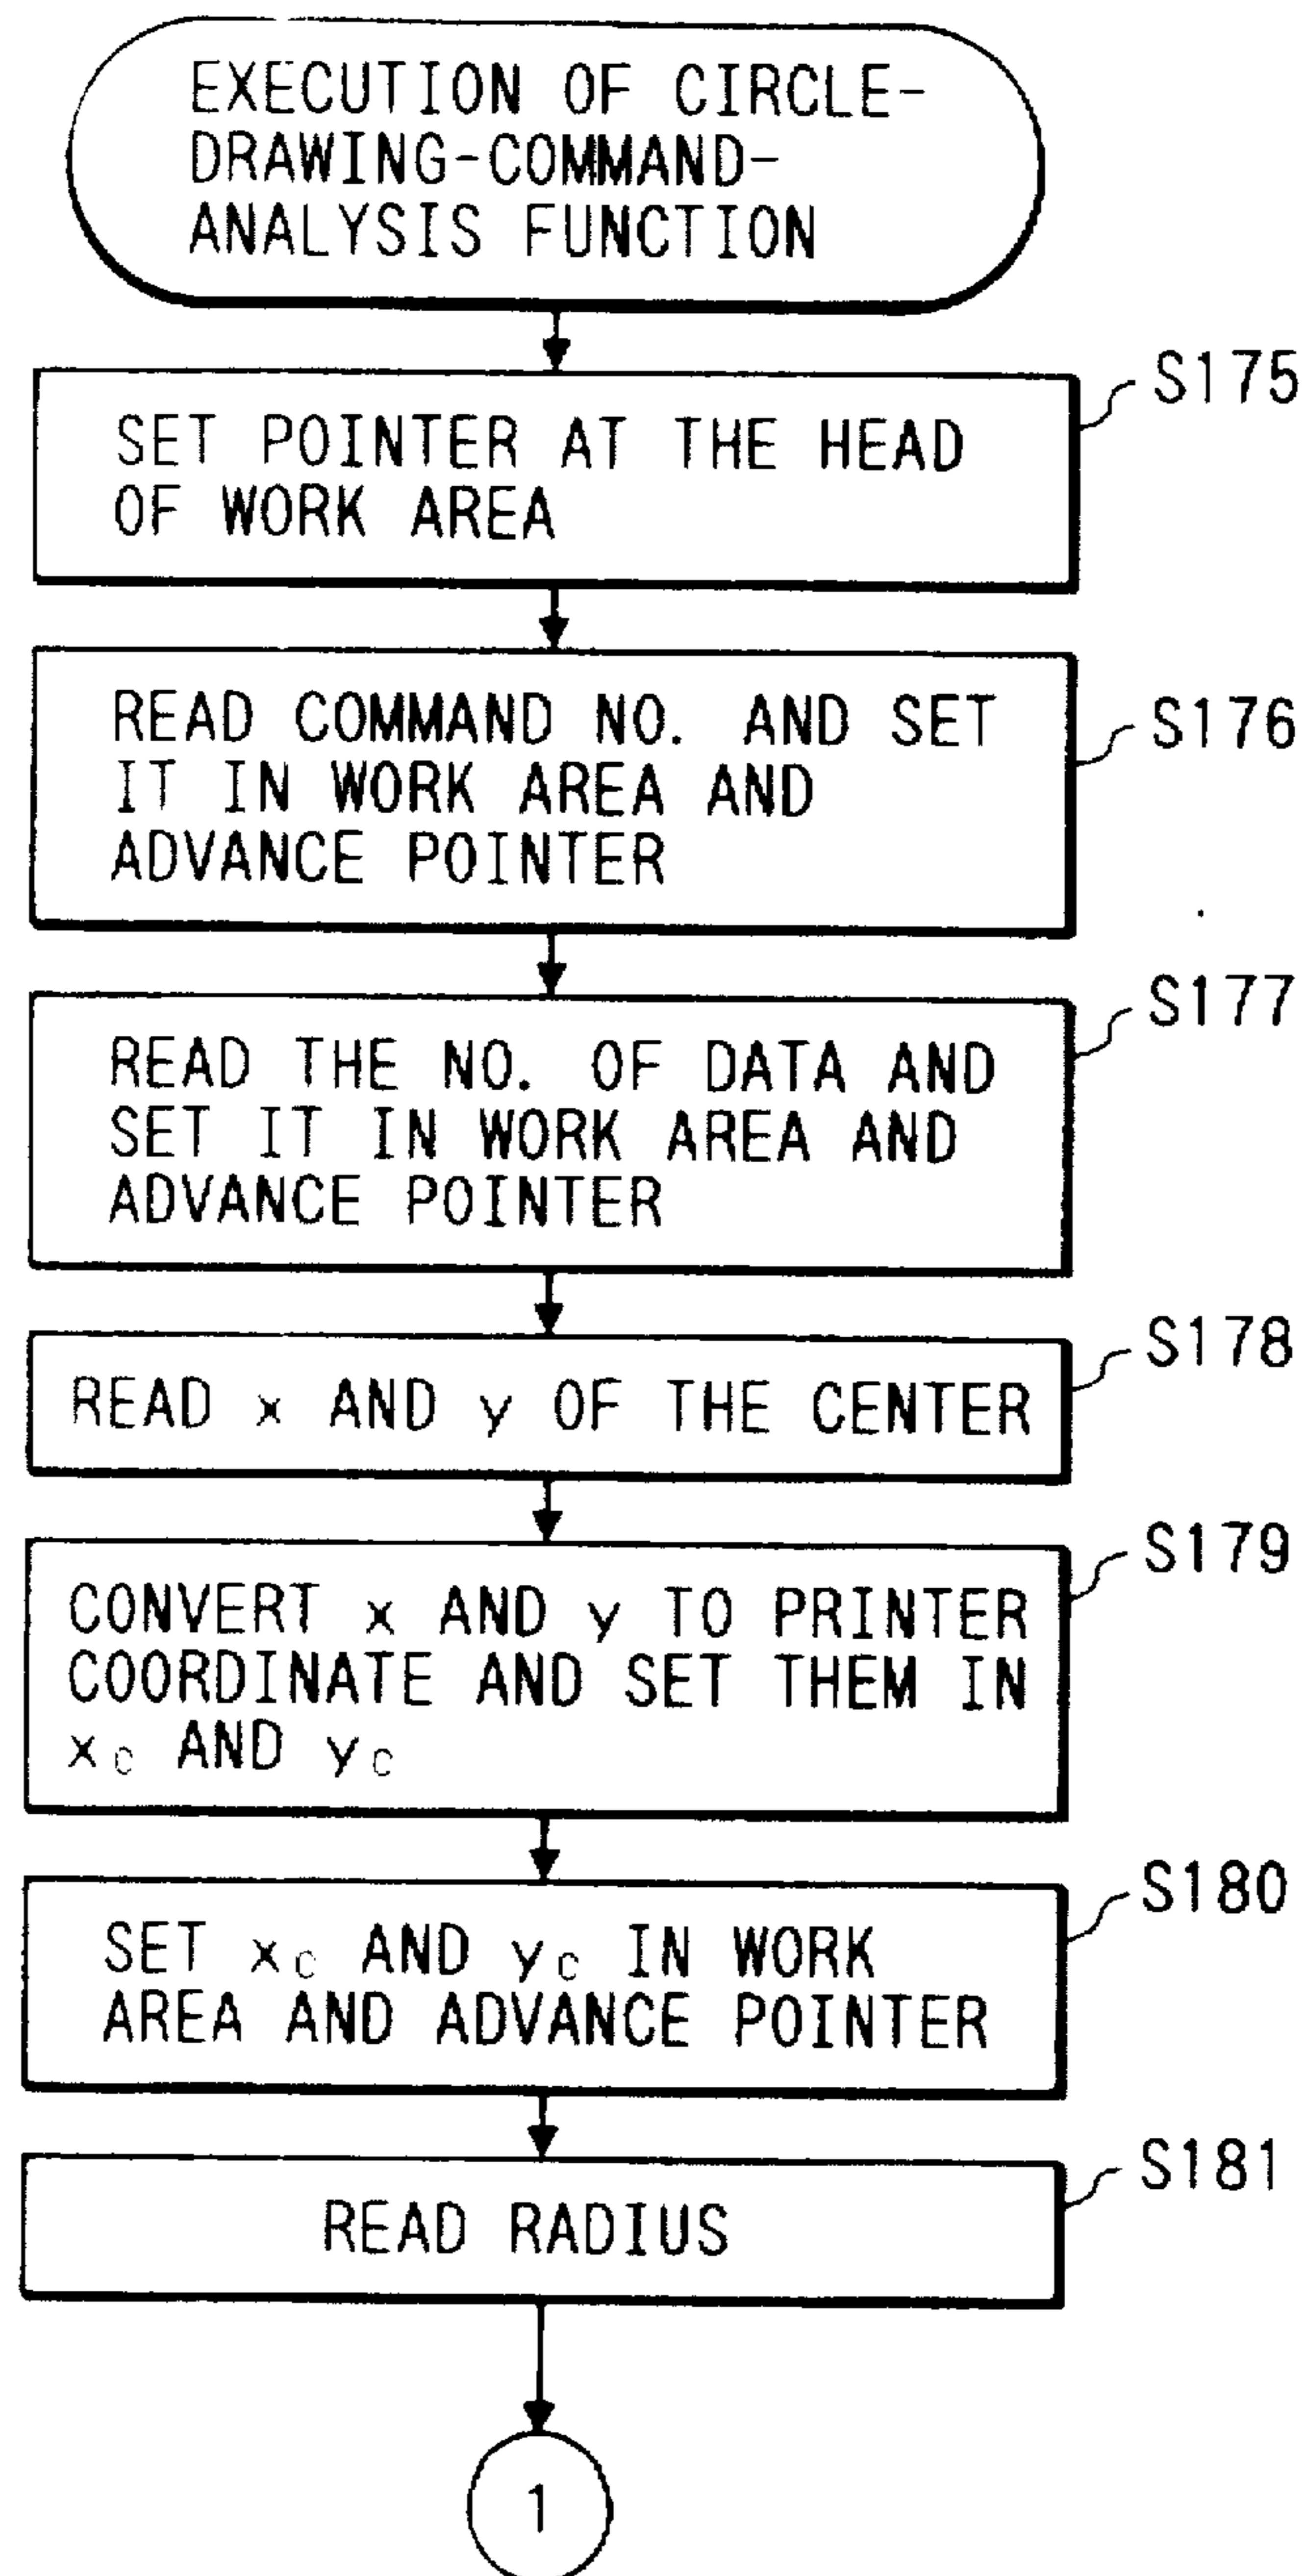 EXECUTION OF CIRCLE-
DRAWING-COMMAND-
ANALYSIS FUNCTION
S175
SET POINTER AT THE HEAD
OF WORK AREA
S176
READ COMMAND NO. AND SET
IT IN WORK AREA AND
ADVANCE POINTER
S177
READ THE NO. OF DATA AND
SET IT IN WORK AREA AND
ADVANCE POINTER
S178
READ x AND y OF THE CENTER
S179
CONVERT x AND y TO PRINTER
COORDINATE AND SET THEM IN
xc AND yc
S180
SET xc AND yc IN WORK
AREA AND ADVANCE POINTER
S181
READ RADIUS
1